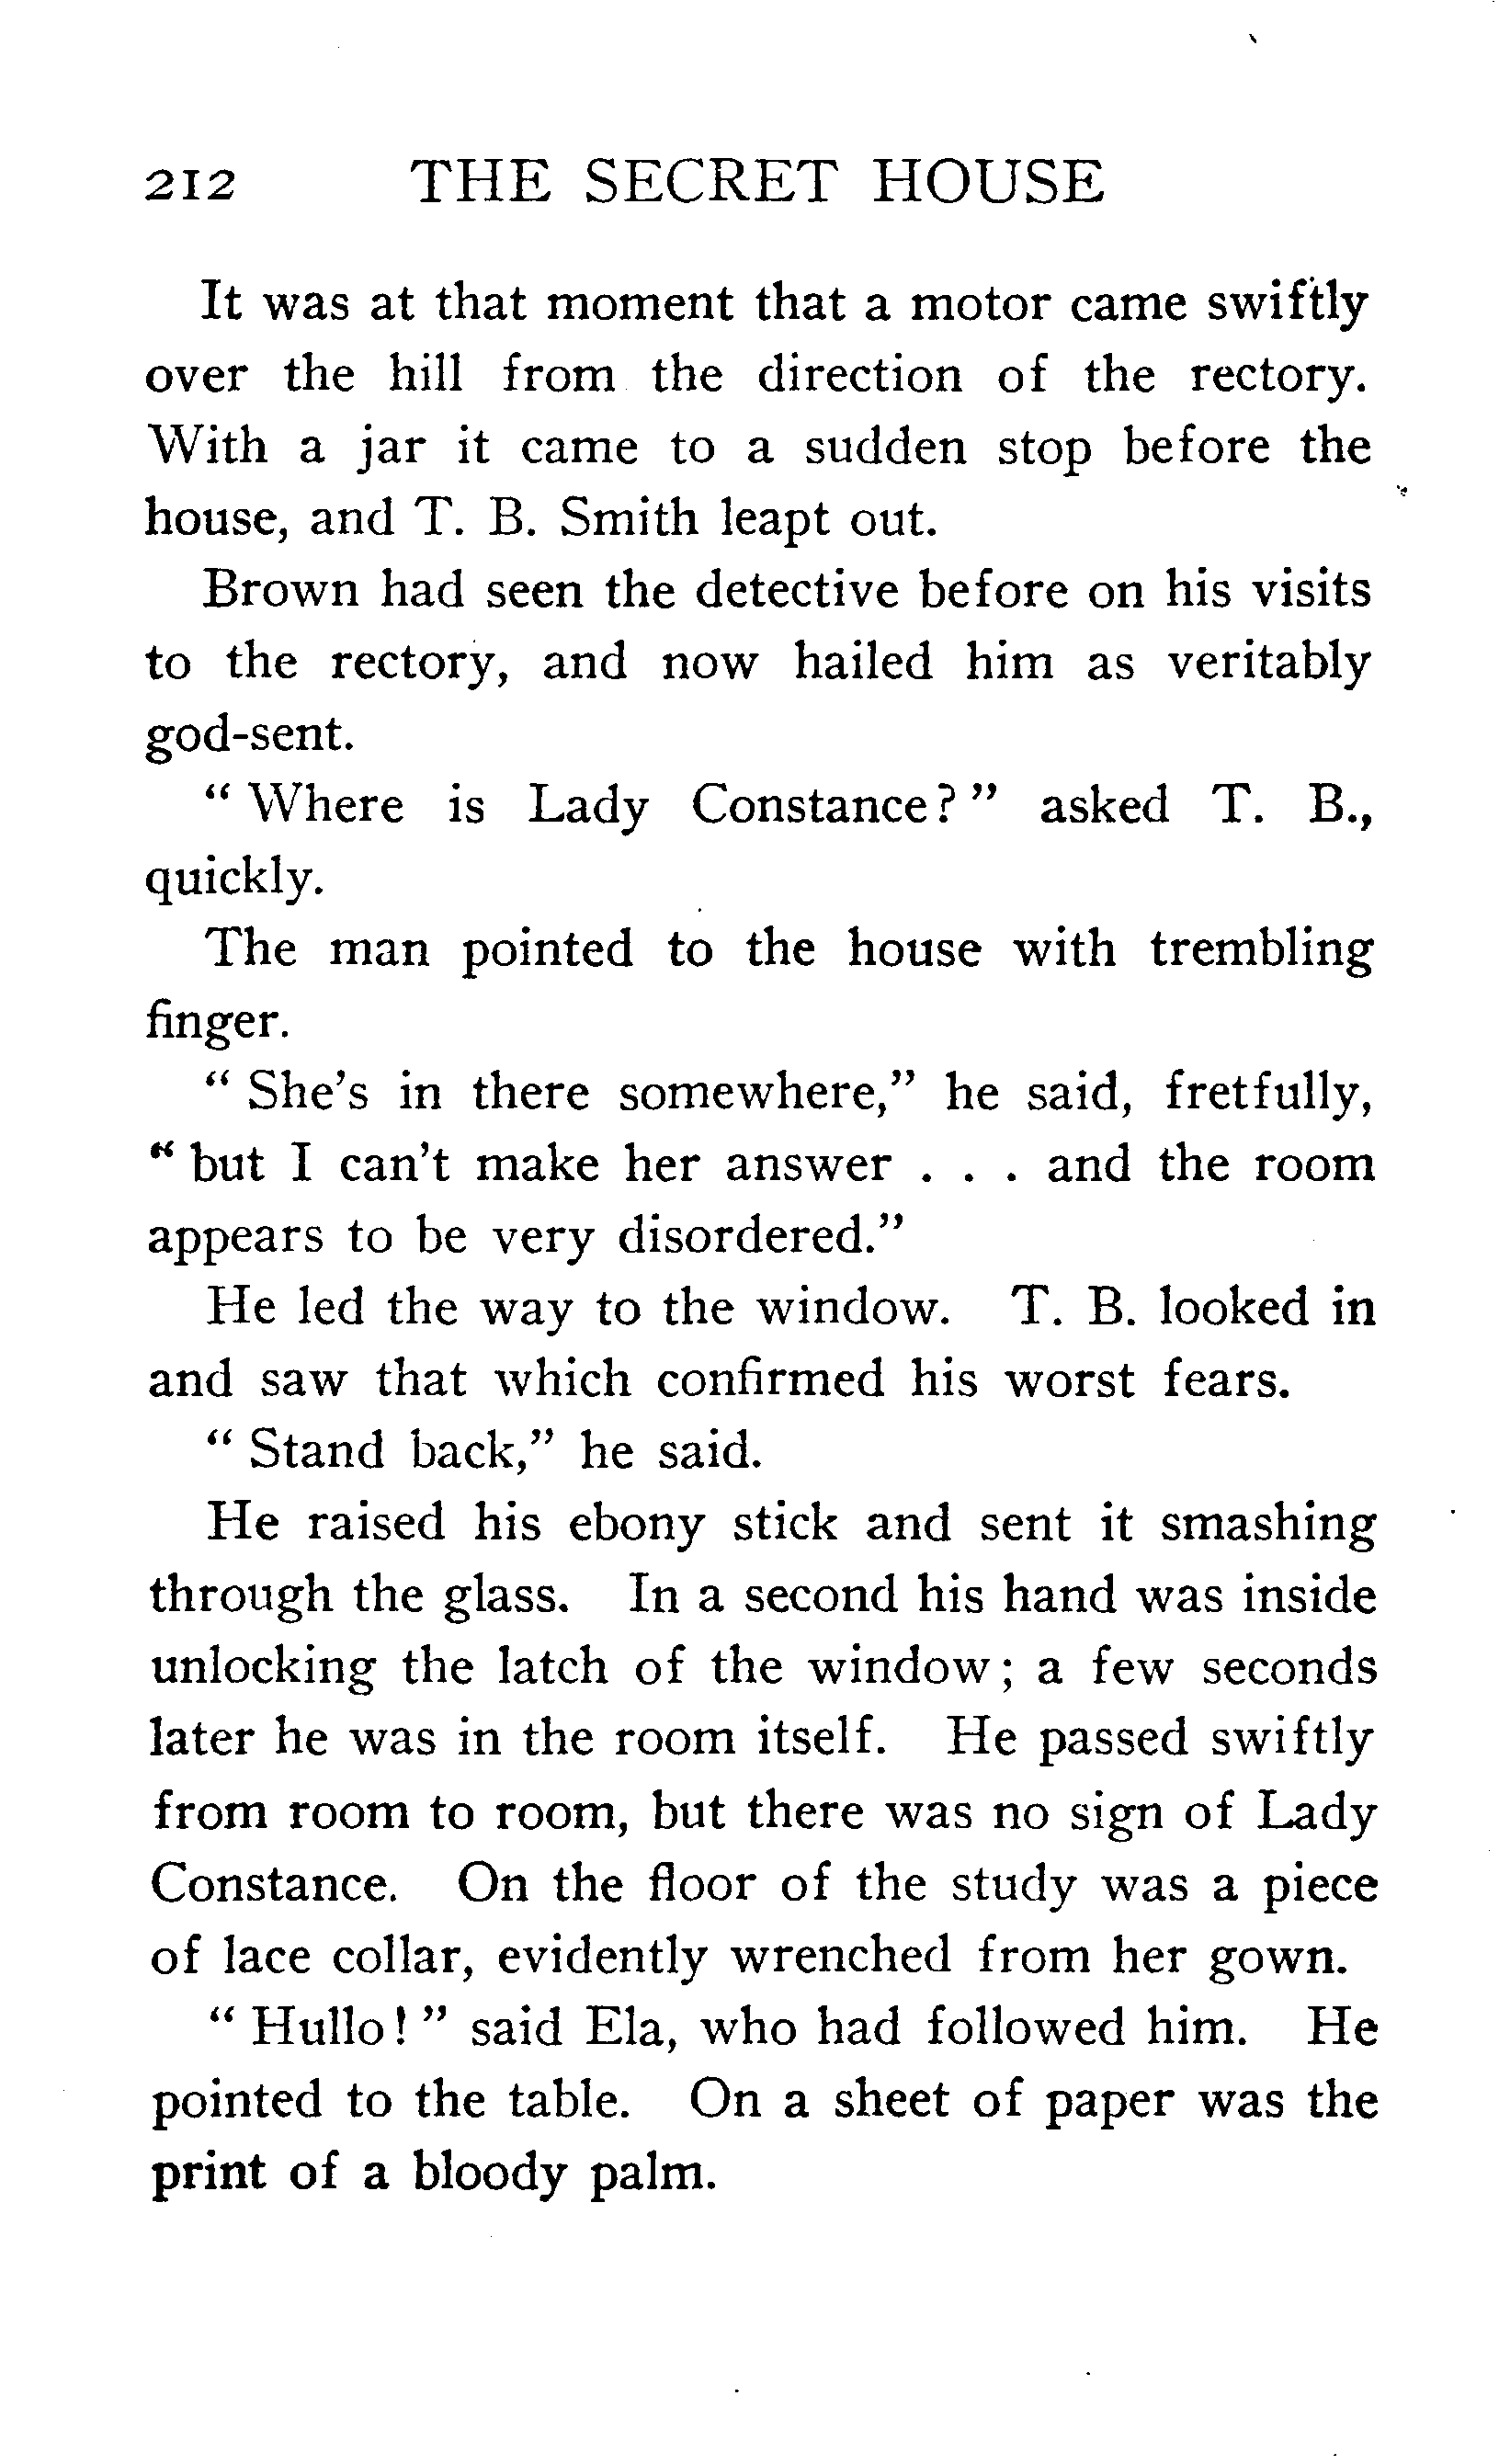 212 THE SECRET HOUSE
It was at that moment that a motor came swiftly
over the hill from the direction of the rectory.
With a jar it came to a sudden stop before the
house, and T. B. Smith leapt out.
Brown had seen the detective before on his visits
to the rectory, and now hailed him as veritably
god-sent.
“ Where is Lady Constance? ” asked T. B.,
quickly.
The man pointed to the house with trembling
finger.
“ She’s in there somewhere,” he said, fretfully,
“ but I can’t make her answer . . . and the room
appears to be very disordered.”
He led the way to the window. T. B. looked in
and saw that which confirmed his worst fears.
“ Stand back,” he said.
He raised his ebony stick and sent it smashing
through the glass. In a second his hand was inside
unlocking the latch of the window; a few seconds
later he was in the room itself. He passed swiftly
from room to room, but there was no sign of Lady
Constance. On the floor of the study was a piece
of lace collar, evidently wrenched from her gown.
“ Hullo! ” said Ela, who had followed him. He
pointed to the table. On a sheet of paper was the
print of a bloody palm.